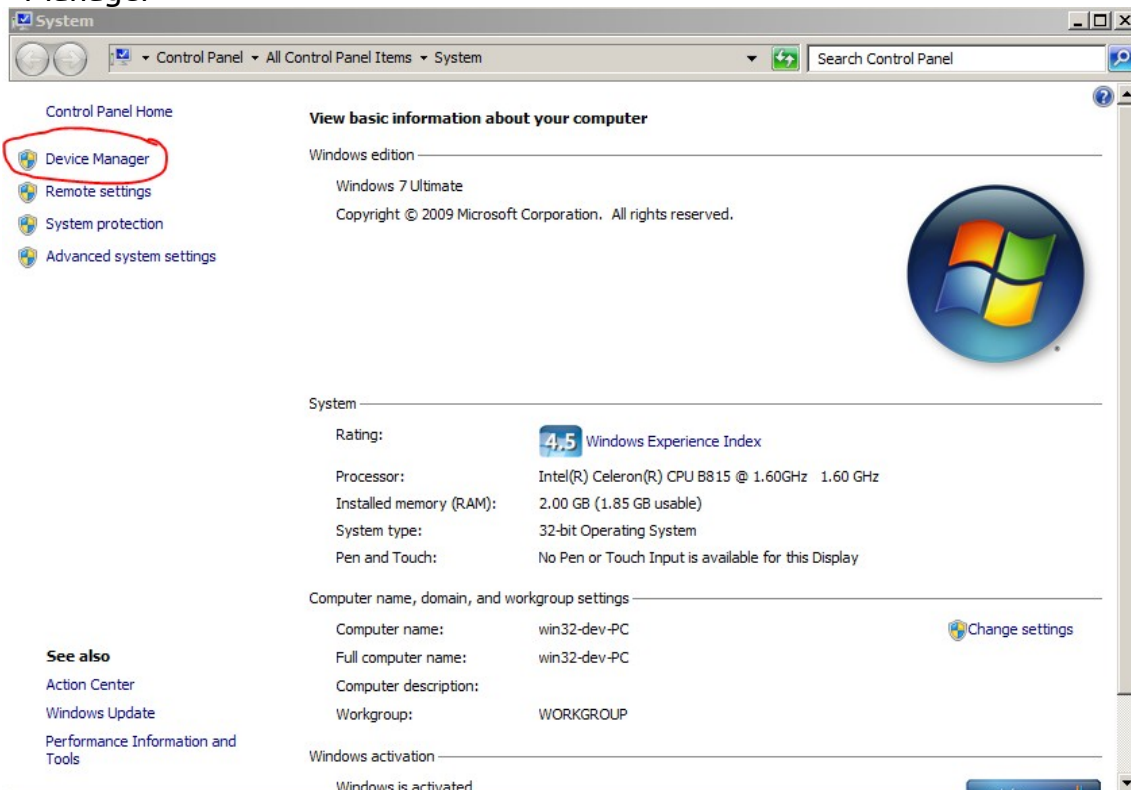 Manager
System
Control Panel All Control Panel Items System
Search Control Panel
Control Panel Home
Device Manager
Remote settings
System protection
Advanced system settings
See also
Action Center
Windows Update
Performance Information and
Tools
View basic information about your computer
Windows edition
Windows 7 Ultimate
Copyright © 2009 Microsoft Corporation. All rights reserved.
System
Rating: 4,5 Windows Experience Index
Processor: Intel(R) Celeron(R) CPU B815 @ 1.60GHz 1.60 GHz
Installed memory (RAM): 2.00 GB (1.85 GB usable)
System type: 32-bit Operating System
Pen and Touch: No Pen or Touch Input is available for this Display
Computer name, domain, and workgroup settings
Computer name: win32-dev-PC Change settings
Full computer name: win32-dev-PC
Computer description:
Workgroup: WORKGROUP
Windows activation
Windows is activated